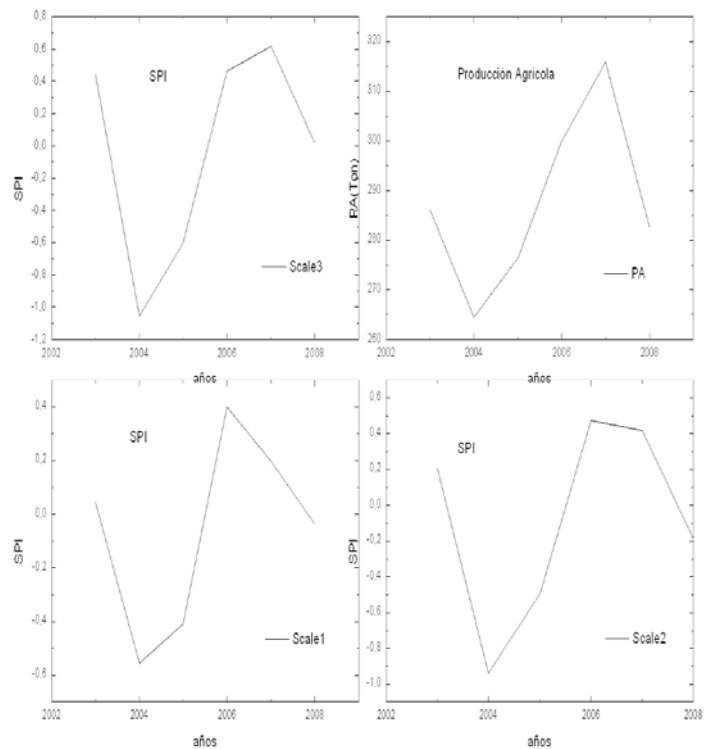 0,8
0,6
0,4
0,2
0,0
-0,2
-0,4
-0,6
-0,8
-1,0
-1,2
SPI
SPI
Scale3
2002 2004 2006 2008
años
320
310
300
290
280
270
260
PA(Ton)
Producción Agrícola
PA
2002 2004 2006 2008
años
0,4
0,2
0,0
-0,2
-0,4
-0,6
SPI
SPI
Scale1
2002 2004 2006 2008
años
0,6
0,4
0,2
0,0
-0,2
-0,4
-0,6
-0,8
-1,0
SPI
SPI
Scale2
2002 2004 2006 2008
años